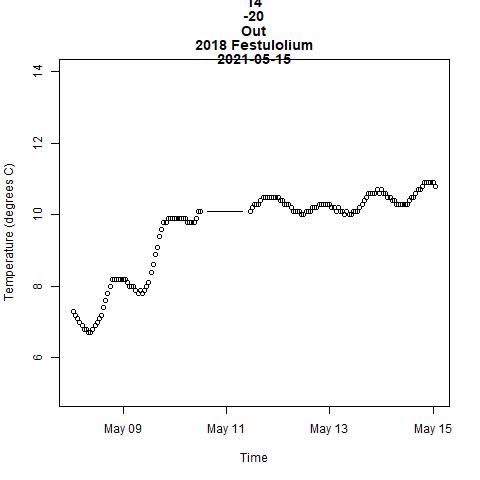 14
-20
Out
2018 Festulolium
2021-05-15
14
12
10
8
6
Temperature (degrees C)
May 09
May 11
May 13
May 15
Time